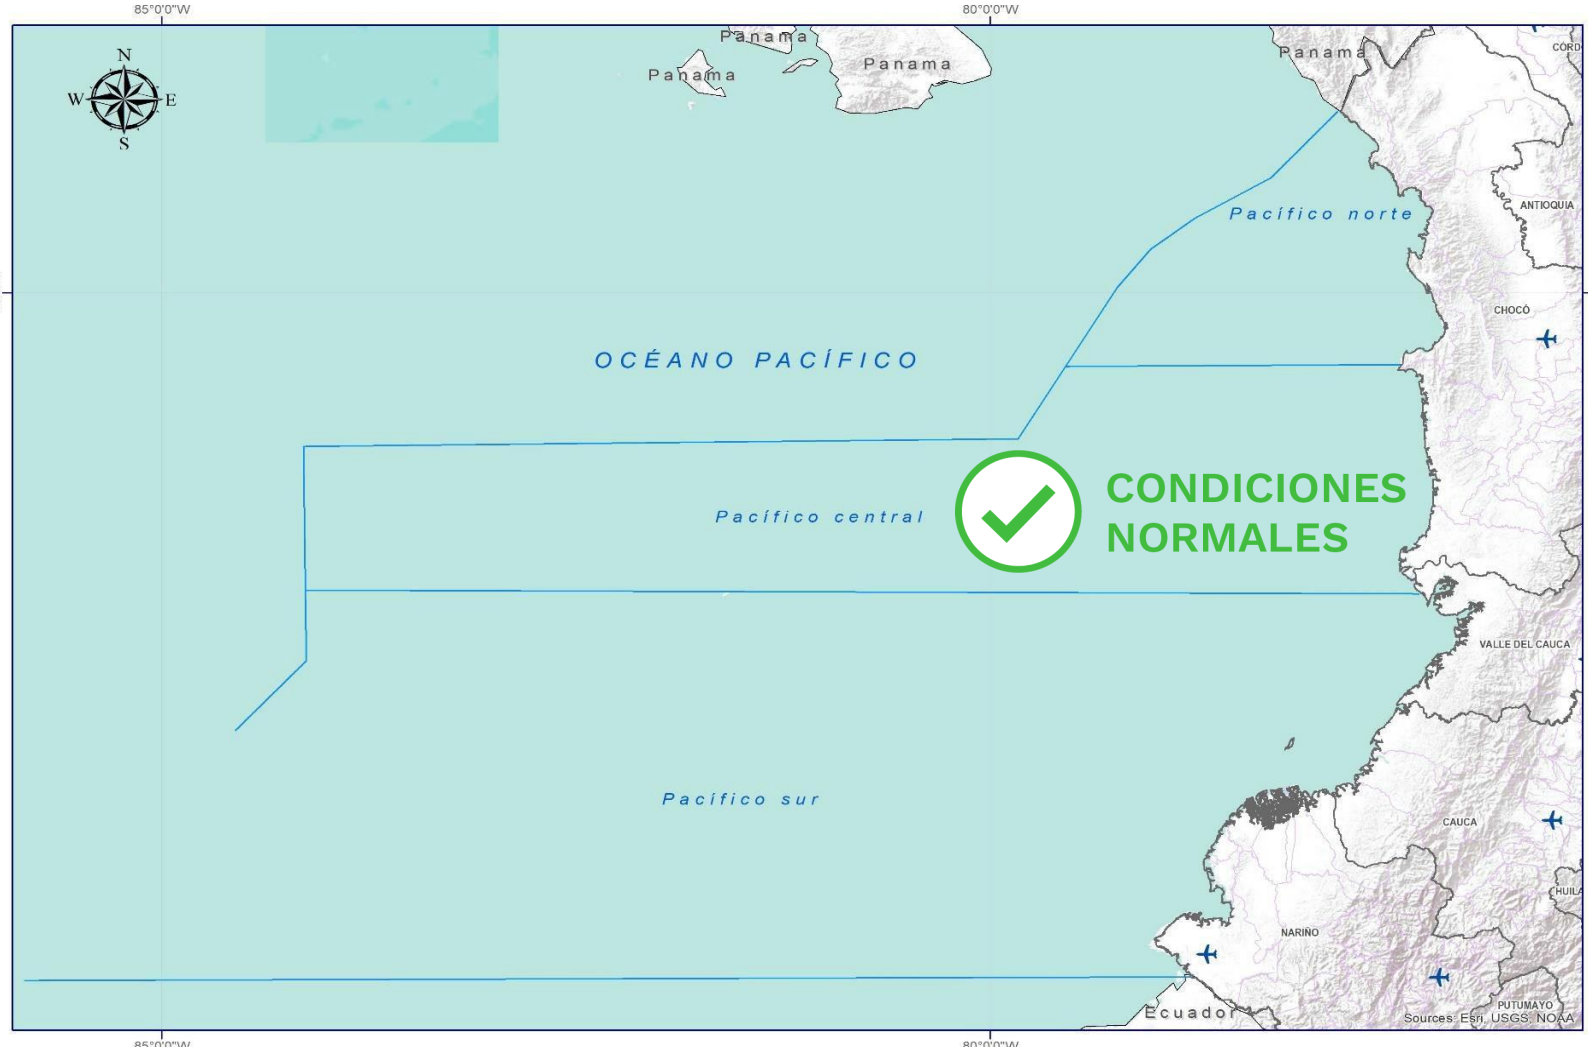 85°0'0"W 80°0'0"W
N
W E
S
Panama
Panama
Panama
Panama
CÓRD
ANTIOQUIA
Pacífico norte
CHOCÓ
OCÉANO PACÍFICO
CONDICIONES
NORMALES
Pacífico central
VALLE DEL CAUCA
Pacífico sur
CAUCA
HUILA
NARIÑO
PUTUMAYO
Ecuador
Sources: Esri, USGS, NOAA
85°0'0"W 80°0'0"W